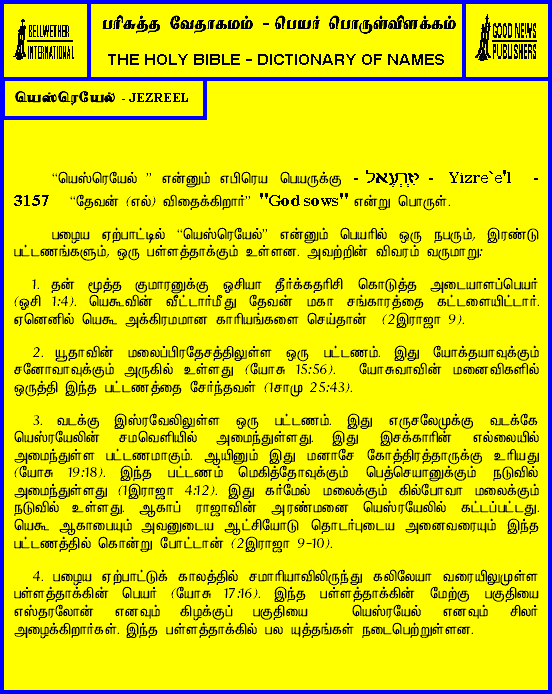 BELLWETHER
INTERNATIONAL
பரிசுத்த வேதாகமம் - பெயர் பொருள்விளக்கம்
THE HOLY BIBLE - DICTIONARY OF NAMES
GOOD NEWS
PUBLISHERS
யெஸ்ரெயேல் - JEZREEL
“யெஸ்ரெயேல் ” என்னும் எபிரெய பெயருக்கு - יִזְרְעֶאל - Yizre`e'l -
3157 “தேவன் (எல்) விதைக்கிறார்” "God sows" என்று பொருள்.
பழைய ஏற்பாட்டில் “யெஸ்ரெயேல்” என்னும் பெயரில் ஒரு நபரும், இரண்டு
பட்டணங்களும், ஒரு பள்ளத்தாக்கும் உள்ளன. அவற்றின் விவரம் வருமாறு:
1. தன் மூத்த குமாரனுக்கு ஓசியா தீர்க்கதரிசி கொடுத்த அடையாளப்பெயர்
(ஓசி 1:4). யெகூவின் வீட்டார்மீது தேவன் மகா சங்காரத்தை கட்டளையிட்டார்.
ஏனெனில் யெகூ அக்கிரமமான காரியங்களை செய்தான் (2இராஜா 9).
2. யூதாவின் மலைப்பிரதேசத்திலுள்ள ஒரு பட்டணம். இது யோக்தயாவுக்கும்
சனோவாவுக்கும் அருகில் உள்ளது (யோசு 15:56). யோசுவாவின் மனைவிகளில்
ஒருத்தி இந்த பட்டணத்தை சேர்ந்தவள் (1சாமு 25:43).
3. வடக்கு இஸ்ரவேலிலுள்ள ஒரு பட்டணம். இது எருசலேமுக்கு வடக்கே
யெஸ்ரயேலின் சமவெளியில் அமைந்துள்ளது. இது இசக்காரின் எல்லையில்
அமைந்துள்ள பட்டணமாகும். ஆயினும் இது மனாசே கோத்திரத்தாருக்கு உரியது
(யோசு 19:18). இந்த பட்டணம் மெகித்தோவுக்கும் பெத்செயானுக்கும் நடுவில்
அமைந்துள்ளது (1இராஜா 4:12). இது கர்மேல் மலைக்கும் கில்போவா மலைக்கும்
நடுவில் உள்ளது. ஆகாப் ராஜாவின் அரண்மனை யெஸ்ரயேலில் கட்டப்பட்டது.
யெகூ ஆகாபையும் அவனுடைய ஆட்சியோடு தொடர்புடைய அனைவரையும் இந்த
பட்டணத்தில் கொன்று போட்டான் (2இராஜா 9-10).
4. பழைய ஏற்பாட்டுக் காலத்தில் சமாரியாவிலிருந்து கலிலேயா வரையிலுமுள்ள
பள்ளத்தாக்கின் பெயர் (யோசு 17:16). இந்த பள்ளத்தாக்கின் மேற்கு பகுதியை
எஸ்தரலோன் எனவும் கிழக்குப் பகுதியை யெஸ்ரயேல் எனவும் சிலர்
அழைக்கிறார்கள். இந்த பள்ளத்தாக்கில் பல யுத்தங்கள் நடைபெற்றுள்ளன.